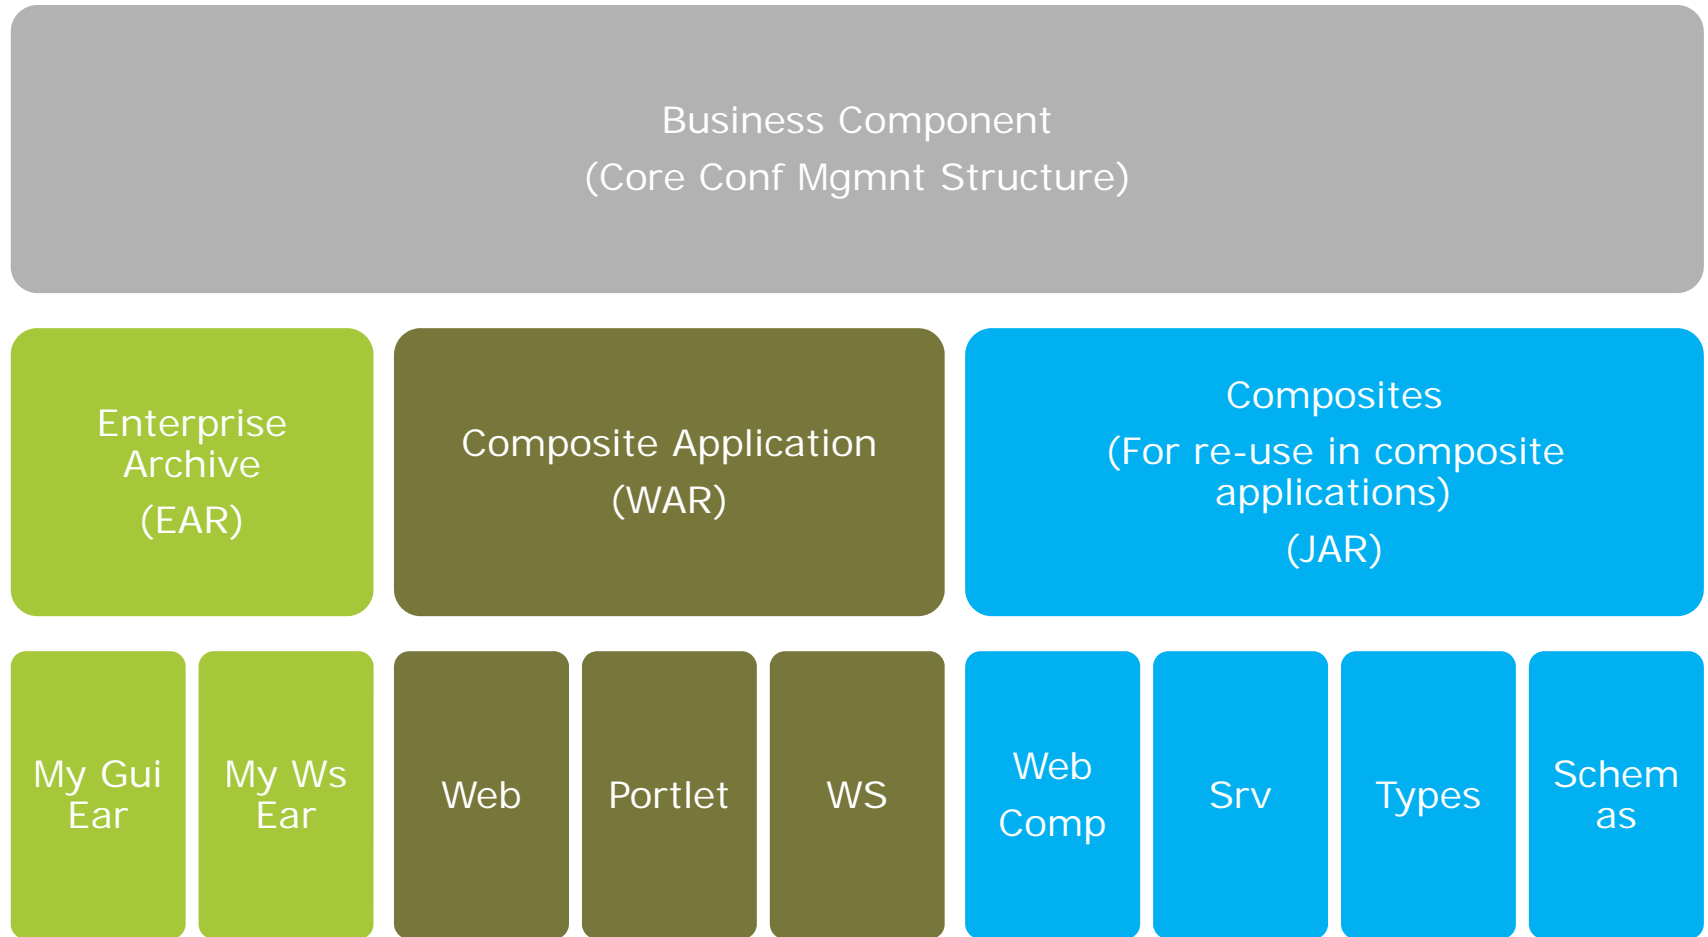 Business Component
(Core Conf Mgmnt Structure)
Enterprise
Archive
(EAR)
Composite Application
(WAR)
Composites
(For re-use in composite
applications)
(JAR)
My Gui
Ear
My Ws
Ear
Web
Portlet
WS
Web
Comp
Srv
Types
Schem
as